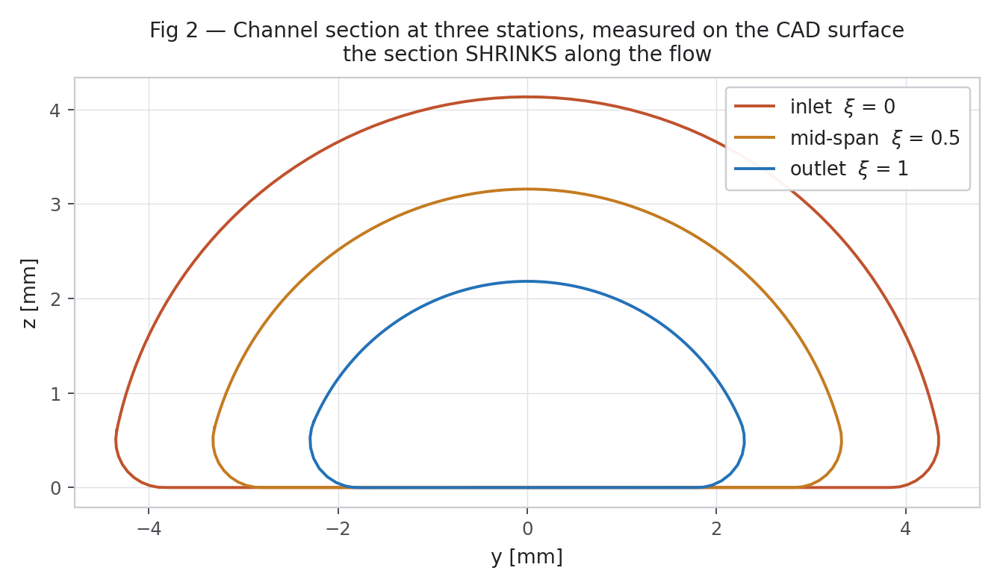 Fig 2 — Channel section at three stations, measured on the CAD surface
the section SHRINKS along the flow
inlet ξ = 0
mid-span ξ = 0.5
outlet ξ = 1
z [mm]
4
3
2
1
0
−4
−2
0
2
4
y [mm]